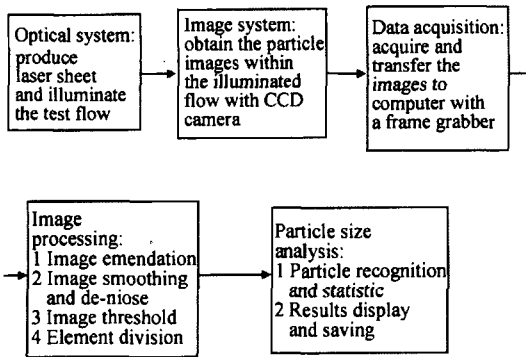 Optical system:
produce
laser sheet
and illuminate
the test flow
Image system:
obtain the particle
images within
the illuminated
flow with CCD
camera
Data acquisition:
acquire and
transfer the
images to
computer with
a frame grabber
Image
processing:
1 Image emendation
2 Image smoothing
and de-niose
3 Image threshold
4 Element division
Particle size
analysis:
1 Particle recognition
and statistic
2 Results display
and saving